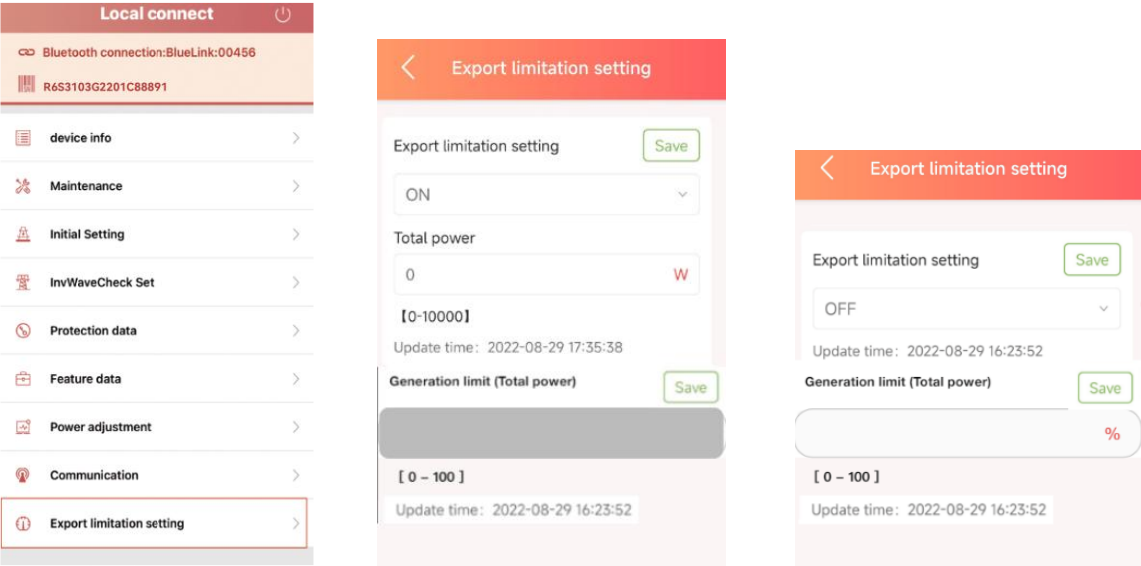 Local connect
Bluetooth connection:BlueLink:00456
R6S3103G2201C88891
device info
Maintenance
Initial Setting
InvWaveCheck Set
Protection data
Feature data
Power adjustment
Communication
Export limitation setting
Export limitation setting
Export limitation setting
Save
ON
Total power
0
W
【0-10000】
Update time: 2022-08-29 17:35:38
Generation limit (Total power)
Save
[ 0 – 100 ]
Update time: 2022-08-29 16:23:52
Export limitation setting
Export limitation setting
Save
OFF
Update time: 2022-08-29 16:23:52
Generation limit (Total power)
Save
%
[ 0 – 100 ]
Update time: 2022-08-29 16:23:52